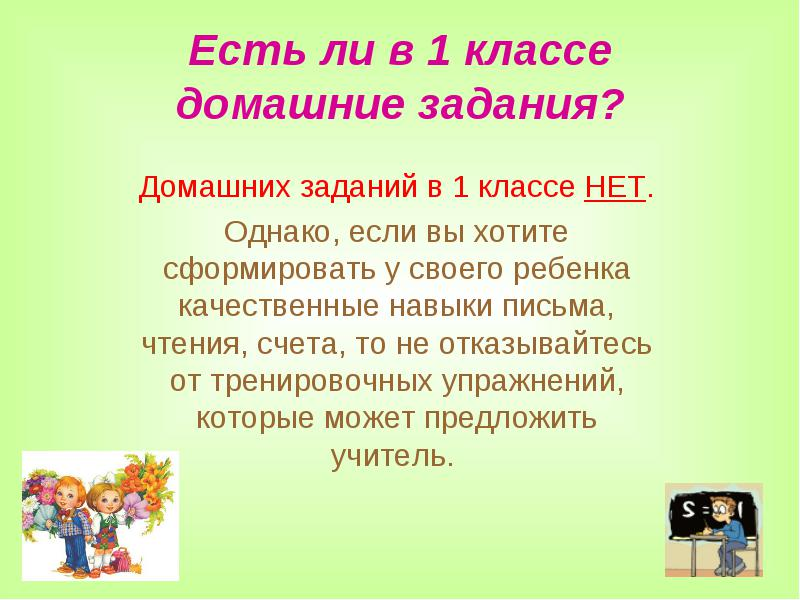 Есть ли в 1 классе
домашние задания?
Домашних заданий в 1 классе НЕТ.
Однако, если вы хотите
сформировать у своего ребенка
качественные навыки письма,
чтения, счета, то не отказывайтесь
от тренировочных упражнений,
которые может предложить
учитель.